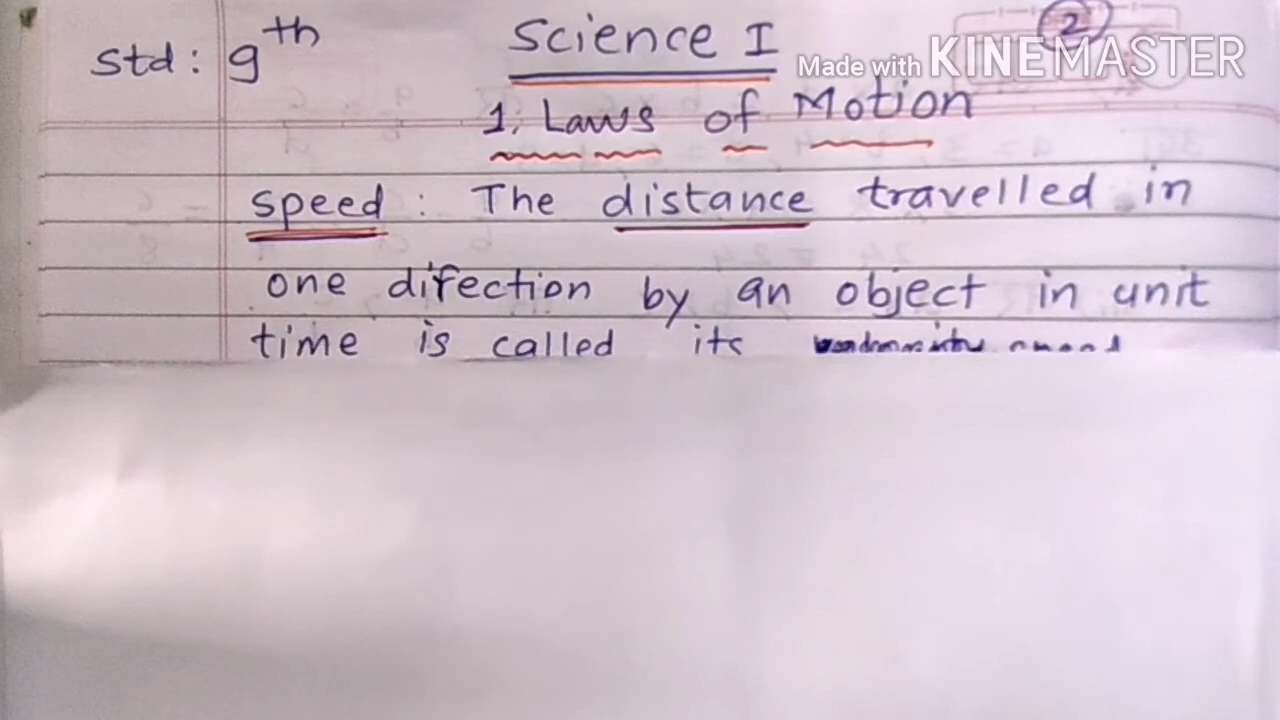 2
Std: 9th
Science I
Made with KINEMASTER
1. Laws of Motion
Speed : The distance travelled in
one direction by an object in unit
time is called its